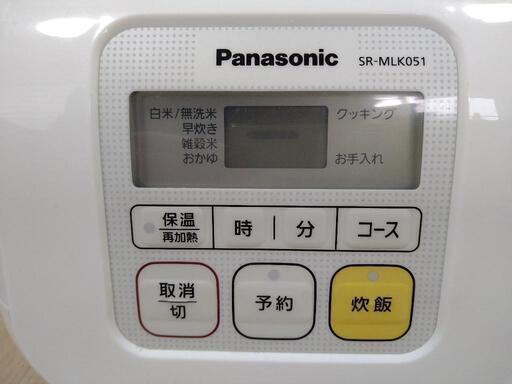 Panasonic SR-MLK051
白米/無洗米 クッキング
早炊き
雑穀米
おかゆ お手入れ
保温
再加熱
時 分 コース
取消
切
予約 炊飯